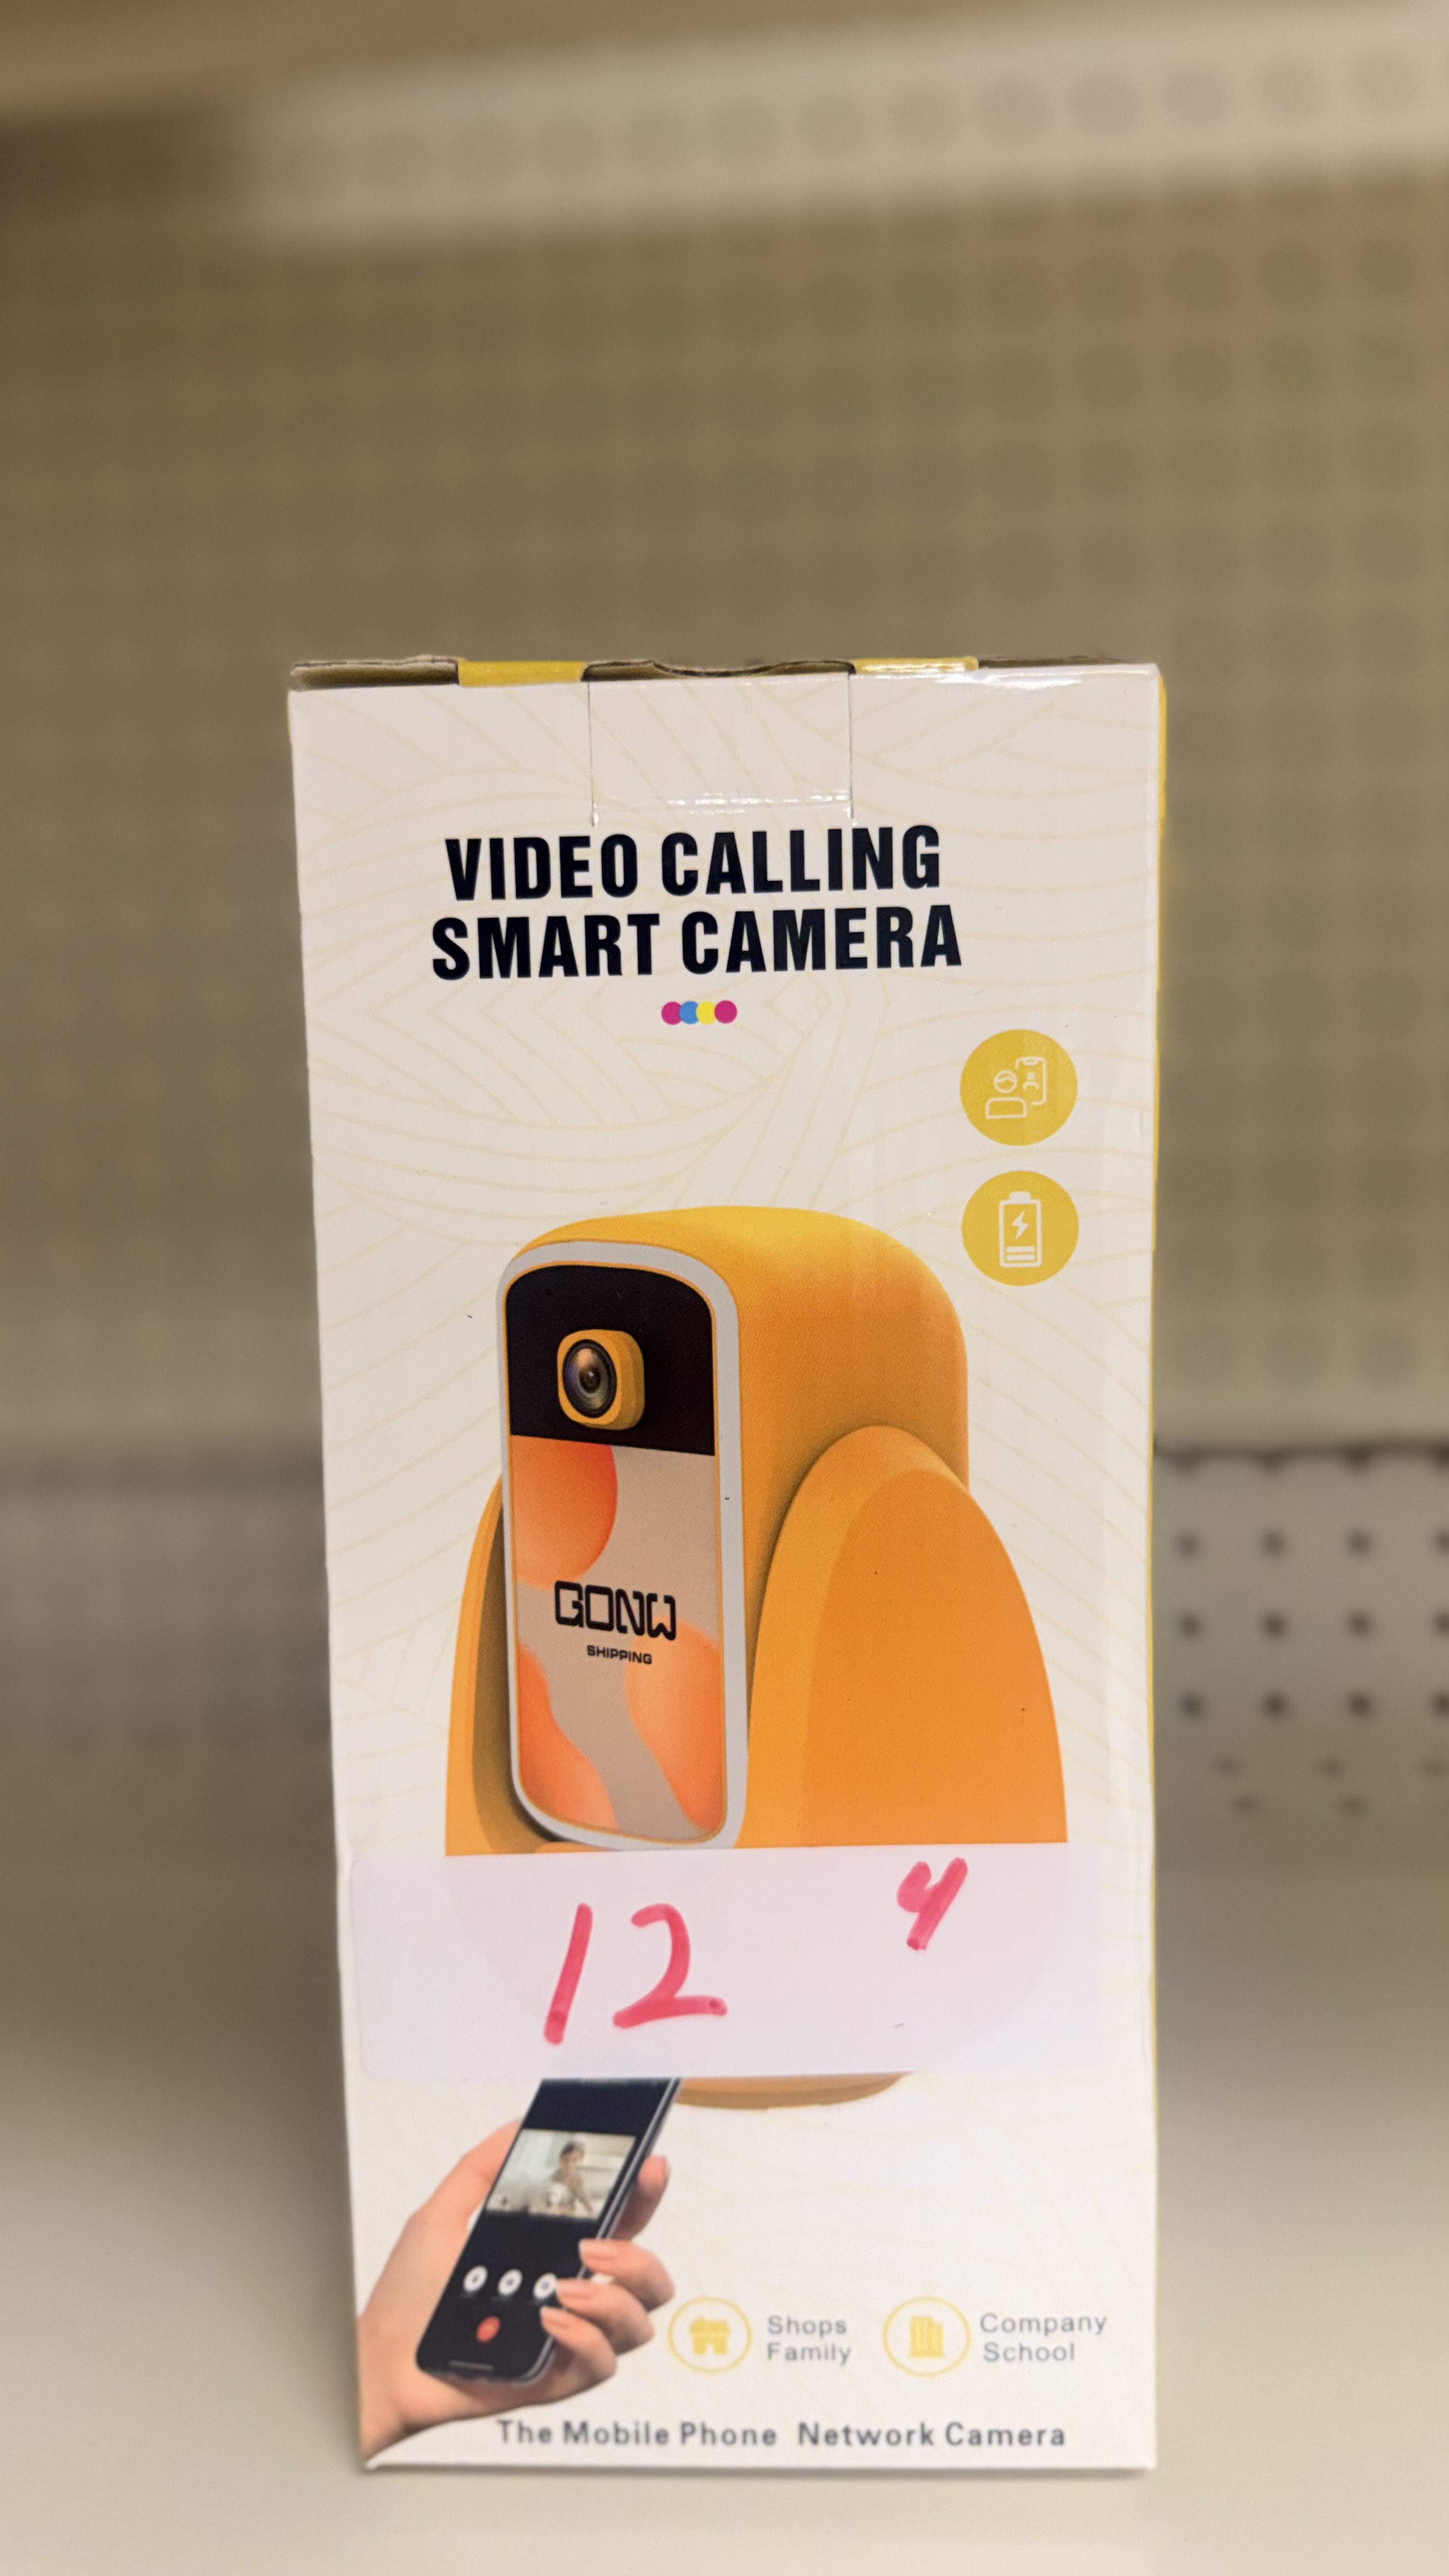 VIDEO CALLING
SMART CAMERA
GONW
SHIPPING
12 4
Shops
Family
Company
School
The Mobile Phone Network Camera